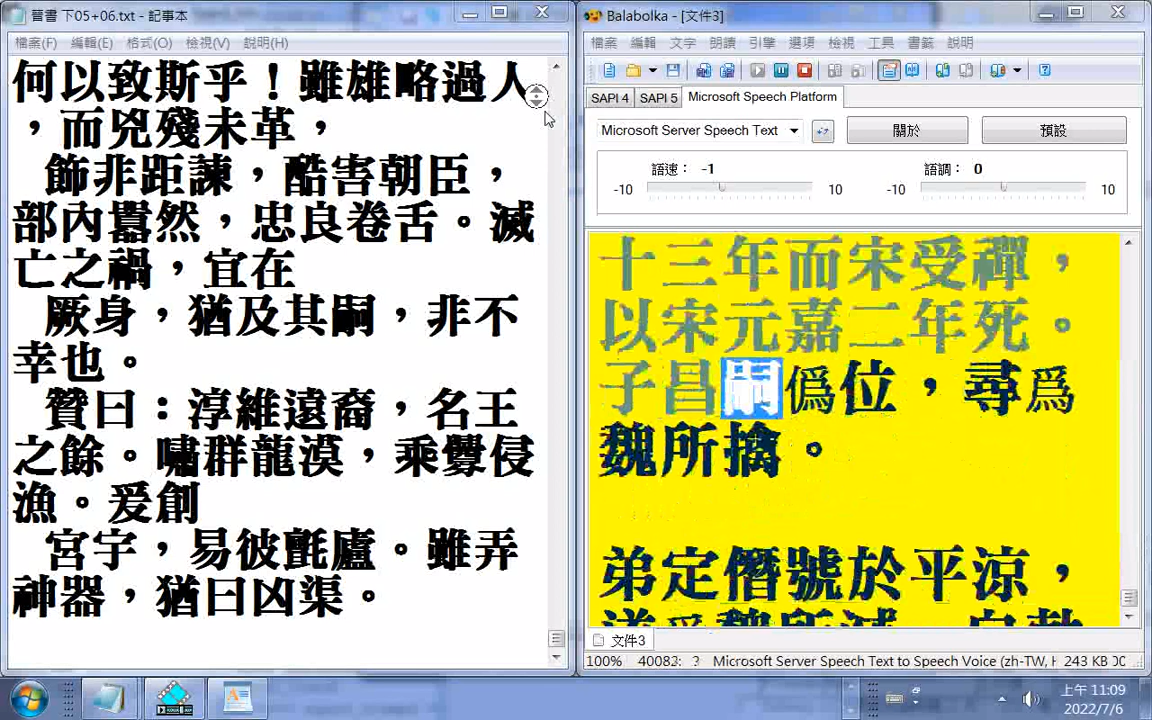 晉書 下05+06.txt - 記事本
檔案(F) 編輯(E) 格式(O) 檢視(V) 說明(H)
何以致斯乎！雖雄略過人
，而兇殘未革，
飾非距諫，酷害朝臣，
部內囂然，忠良卷舌。滅
亡之禍，宜在
厥身，猶及其嗣，非不
幸也。
贊曰：淳維遠裔，名王
之餘。嘯群龍漠，乘釁侵
漁。爰創
宮宇，易彼氈廬。雖弄
神器，猶曰凶渠。
Balabolka - [文件3]
檔案 編輯 文字 朗讀 引擎 選項 檢視 工具 書籤 說明
SAPI 4 SAPI 5 Microsoft Speech Platform
Microsoft Server Speech Text 關於 預設
語速： -1 語調： 0
-10 10 -10 10
十三年而宋受禪，
以宋元嘉二年死。
子昌嗣僞位，尋爲
魏所擒。
弟定僭號於平涼，
遂爲魏所滅。自勃
文件3
100% 40082: ? Microsoft Server Speech Text to Speech Voice (zh-TW, 243 KB
上午 11:09
2022/7/6